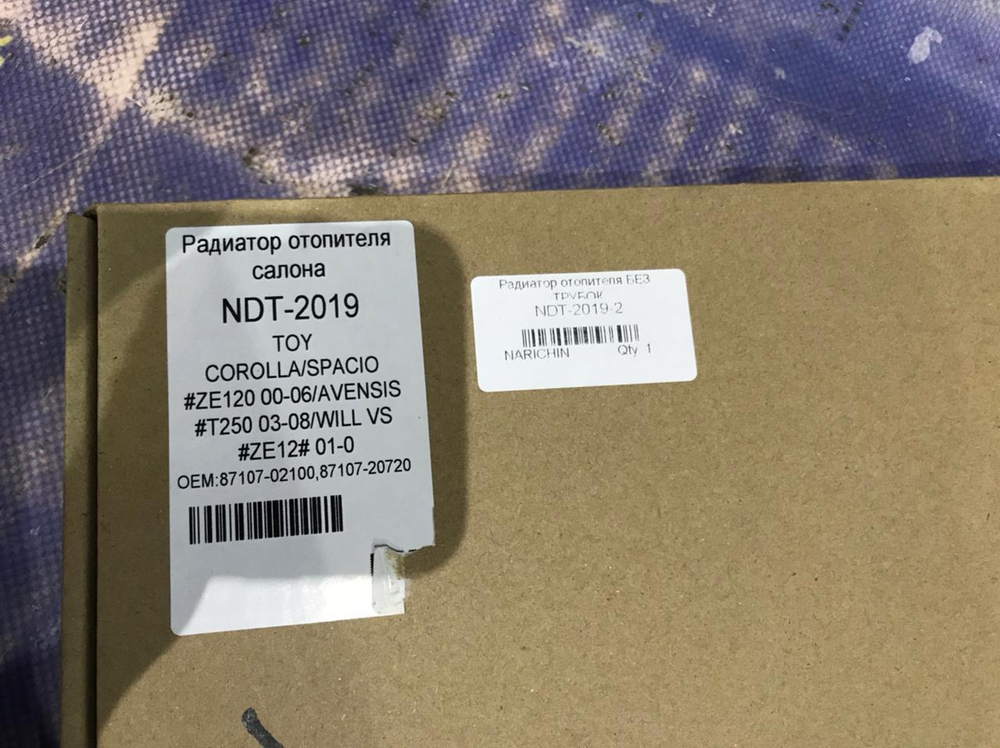 Радиатор отопителя
салона
NDT-2019
TOY
COROLLA/SPACIO
#ZE120 00-06/AVENSIS
#T250 03-08/WILL VS
#ZE12# 01-0
OEM:87107-02100,87107-20720
Радиатор отопителя БЕЗ
ТРУБОК
NDT-2019-2
NARICHIN Qty 1